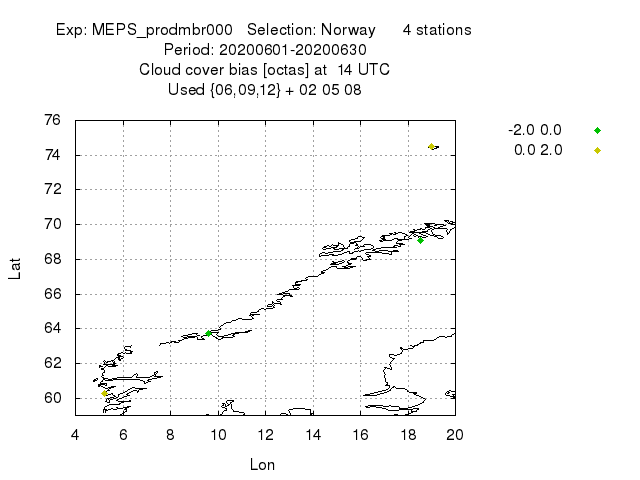 Exp: MEPS_prodmbr000 Selection: Norway 4 stations
Period: 20200601-20200630
Cloud cover bias [octas] at 14 UTC
Used {06,09,12} + 02 05 08
-2.0 0.0
0.0 2.0
76
74
72
70
68
66
64
62
60
Lat
4 6 8 10 12 14 16 18 20
Lon